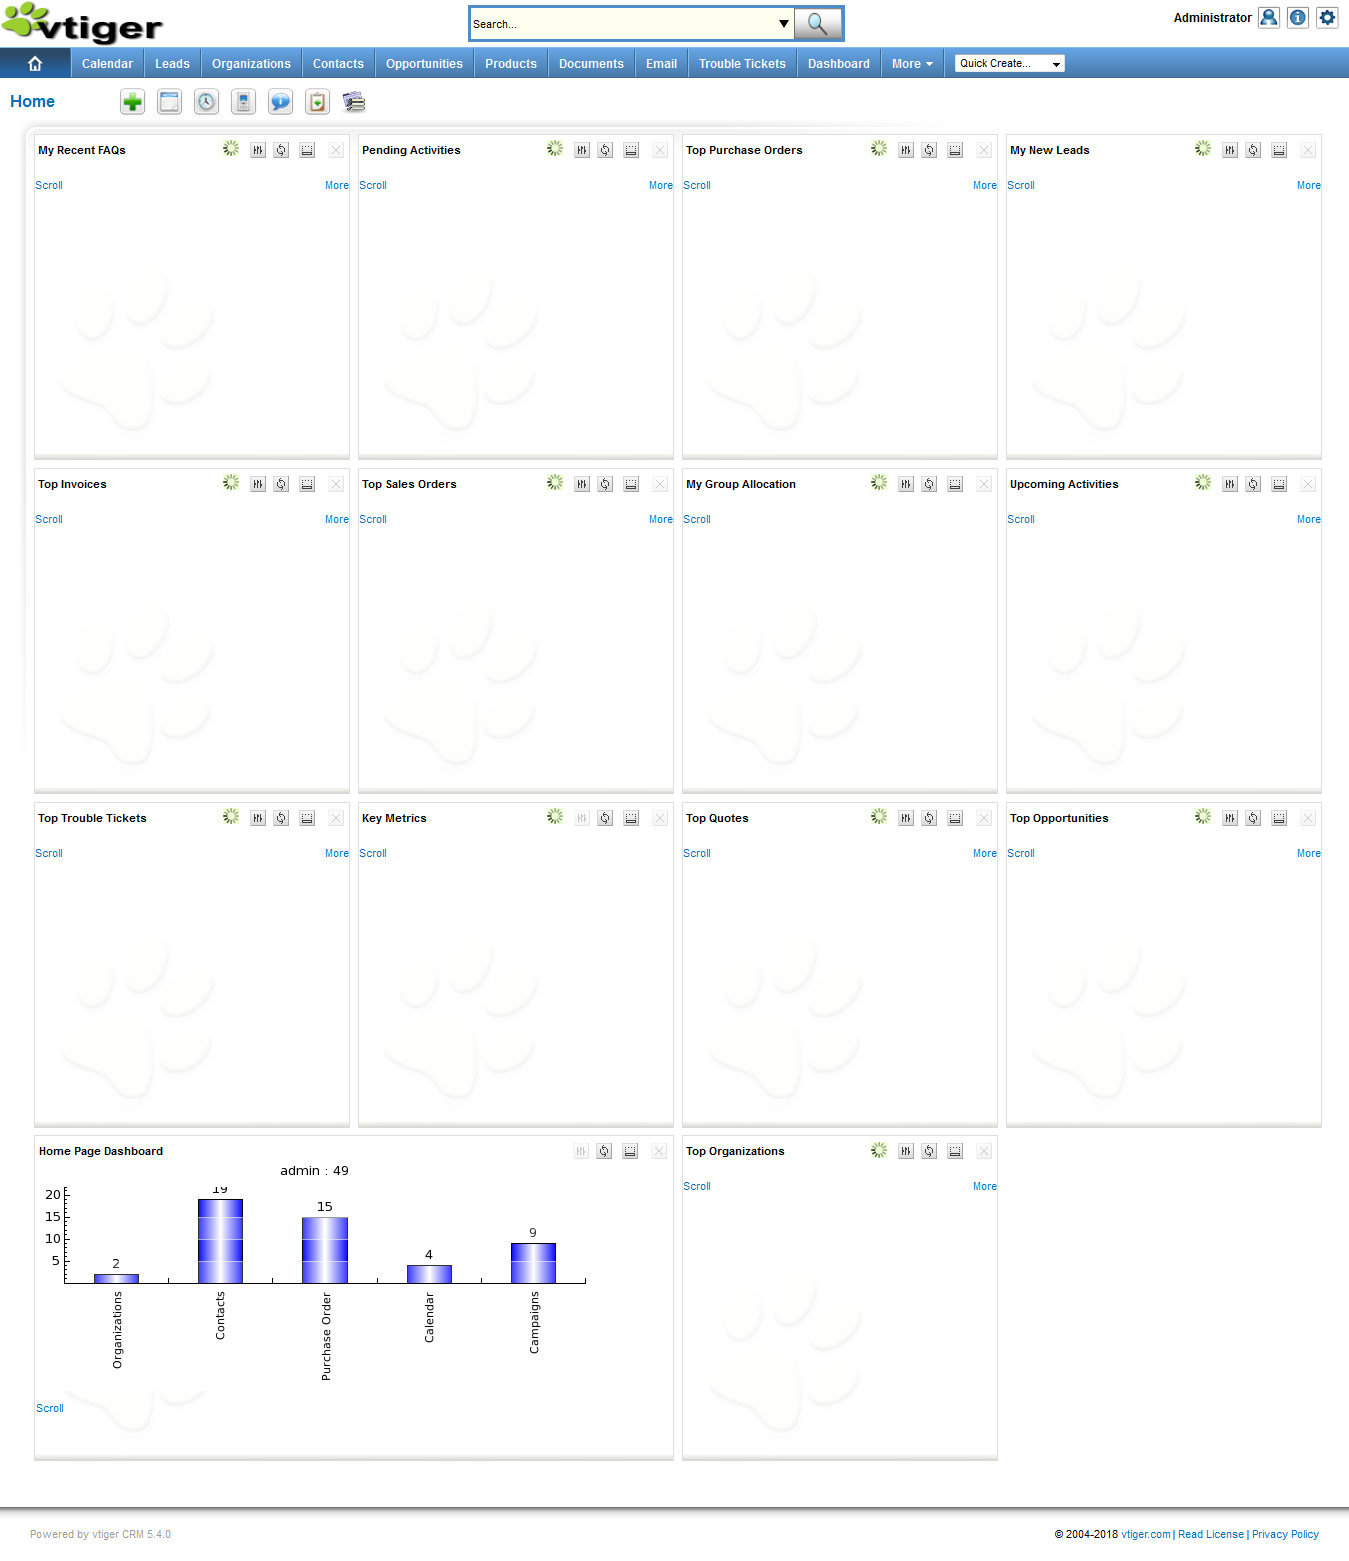 vtiger
Search...
Administrator
Calendar Leads Organizations Contacts Opportunities Products Documents Email Trouble Tickets Dashboard More Quick Create...
Home
My Recent FAQs
Scroll More
Pending Activities
Scroll More
Top Purchase Orders
Scroll More
My New Leads
Scroll More
Top Invoices
Scroll More
Top Sales Orders
Scroll More
My Group Allocation
Scroll
Upcoming Activities
Scroll More
Top Trouble Tickets
Scroll More
Key Metrics
Scroll
Top Quotes
Scroll More
Top Opportunities
Scroll More
Home Page Dashboard
admin : 49
20
15
10
5
2
19
15
4
9
Organizations
Contacts
Purchase Order
Calendar
Campaigns
Scroll
Top Organizations
Scroll More
Powered by vtiger CRM 5.4.0
© 2004-2018 vtiger.com | Read License | Privacy Policy